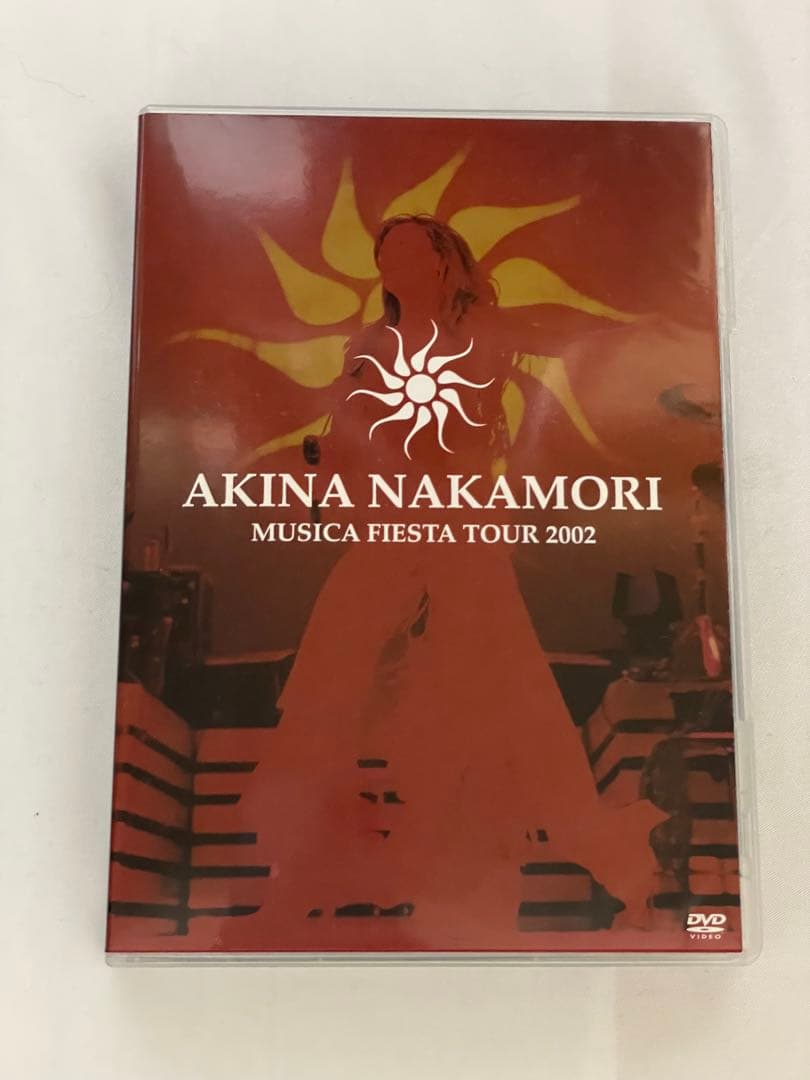 AKINA NAKAMORI
MUSICA FIESTA TOUR 2002
DVD
VIDEO